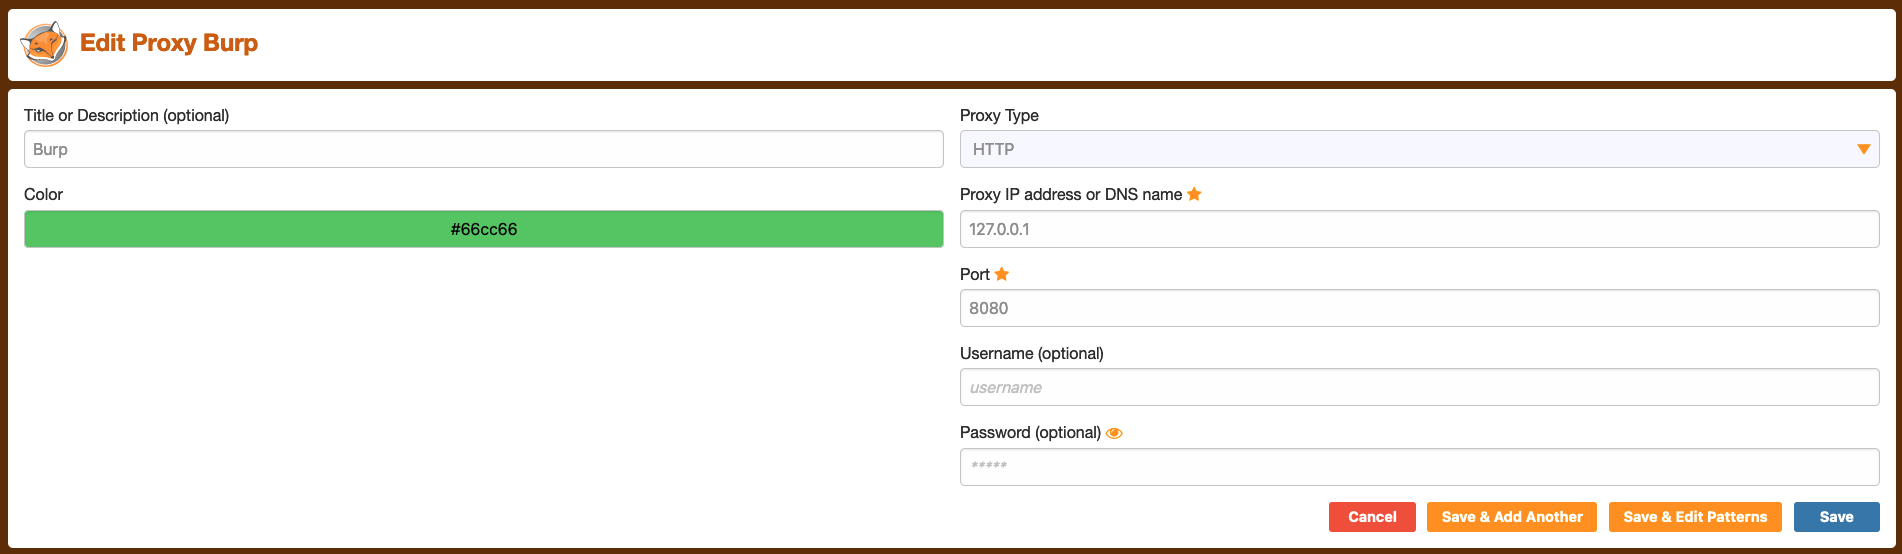 Edit Proxy Burp
Title or Description (optional)
Burp
Color
#66cc66
Proxy Type
HTTP
Proxy IP address or DNS name
127.0.0.1
Port
8080
Username (optional)
username
Password (optional)
*****
Cancel
Save & Add Another
Save & Edit Patterns
Save